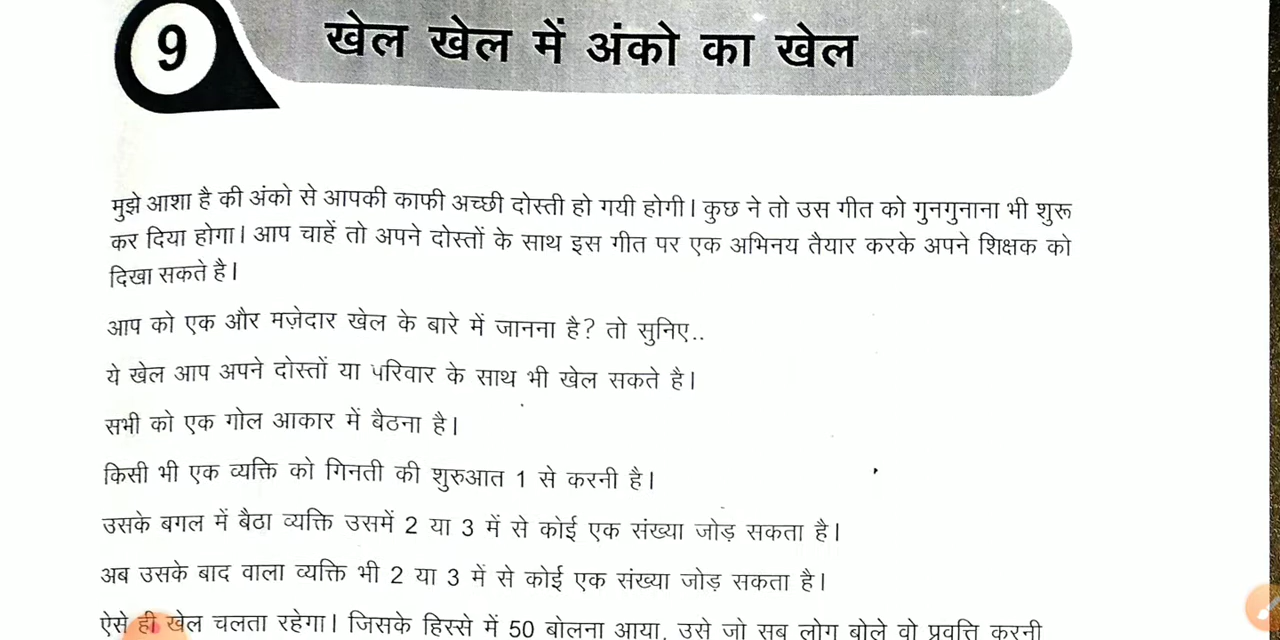 9
खेल खेल में अंको का खेल
मुझे आशा है की अंको से आपकी काफी अच्छी दोस्ती हो गयी होगी। कुछ ने तो उस गीत को गुनगुनाना भी शुरू
कर दिया होगा। आप चाहें तो अपने दोस्तों के साथ इस गीत पर एक अभिनय तैयार करके अपने शिक्षक को
दिखा सकते है।
आप को एक और मज़ेदार खेल के बारे में जानना है? तो सुनिए..
ये खेल आप अपने दोस्तों या परिवार के साथ भी खेल सकते है।
सभी को एक गोल आकार में बैठना है।
किसी भी एक व्यक्ति को गिनती की शुरुआत 1 से करनी है।
उसके बगल में बैठा व्यक्ति उसमें 2 या 3 में से कोई एक संख्या जोड़ सकता है।
अब उसके बाद वाला व्यक्ति भी 2 या 3 में से कोई एक संख्या जोड़ सकता है।
ऐसे ही खेल चलता रहेगा। जिसके हिस्से में 50 बोलना आया, उसे जो सब लोग बोले वो प्रवृत्ति करनी